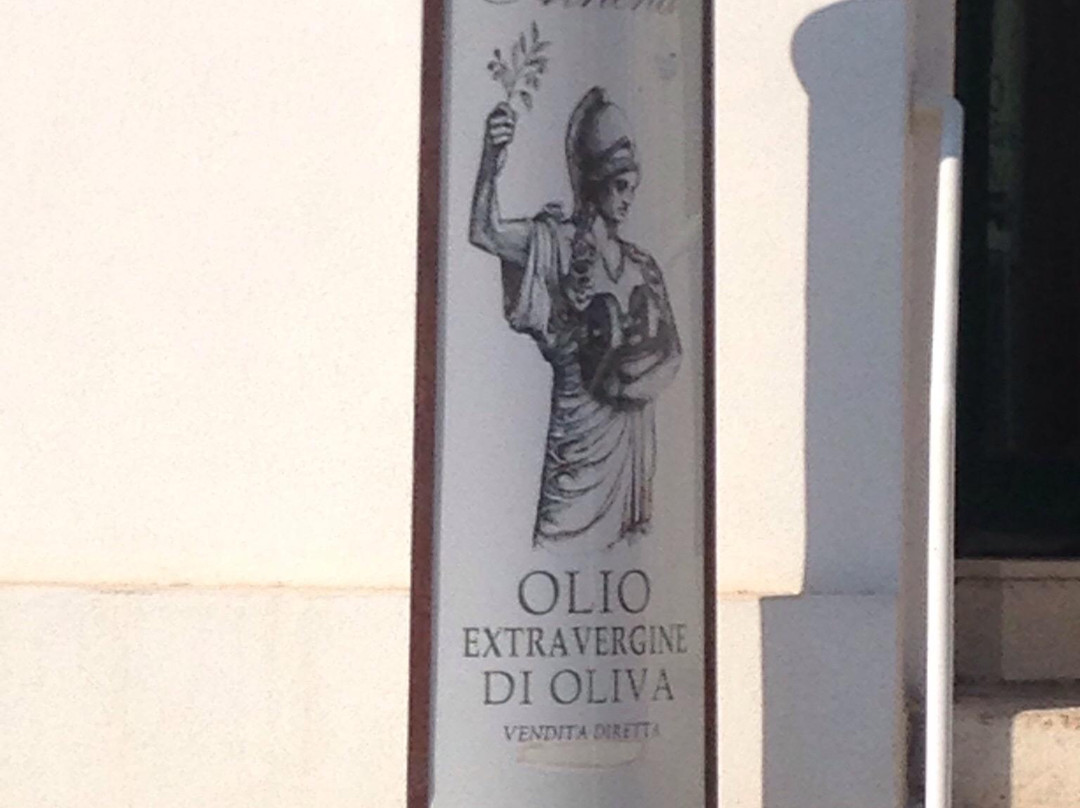 OLIO
EXTRAVERGINE
DI OLIVA
VENDITA DIRETTA